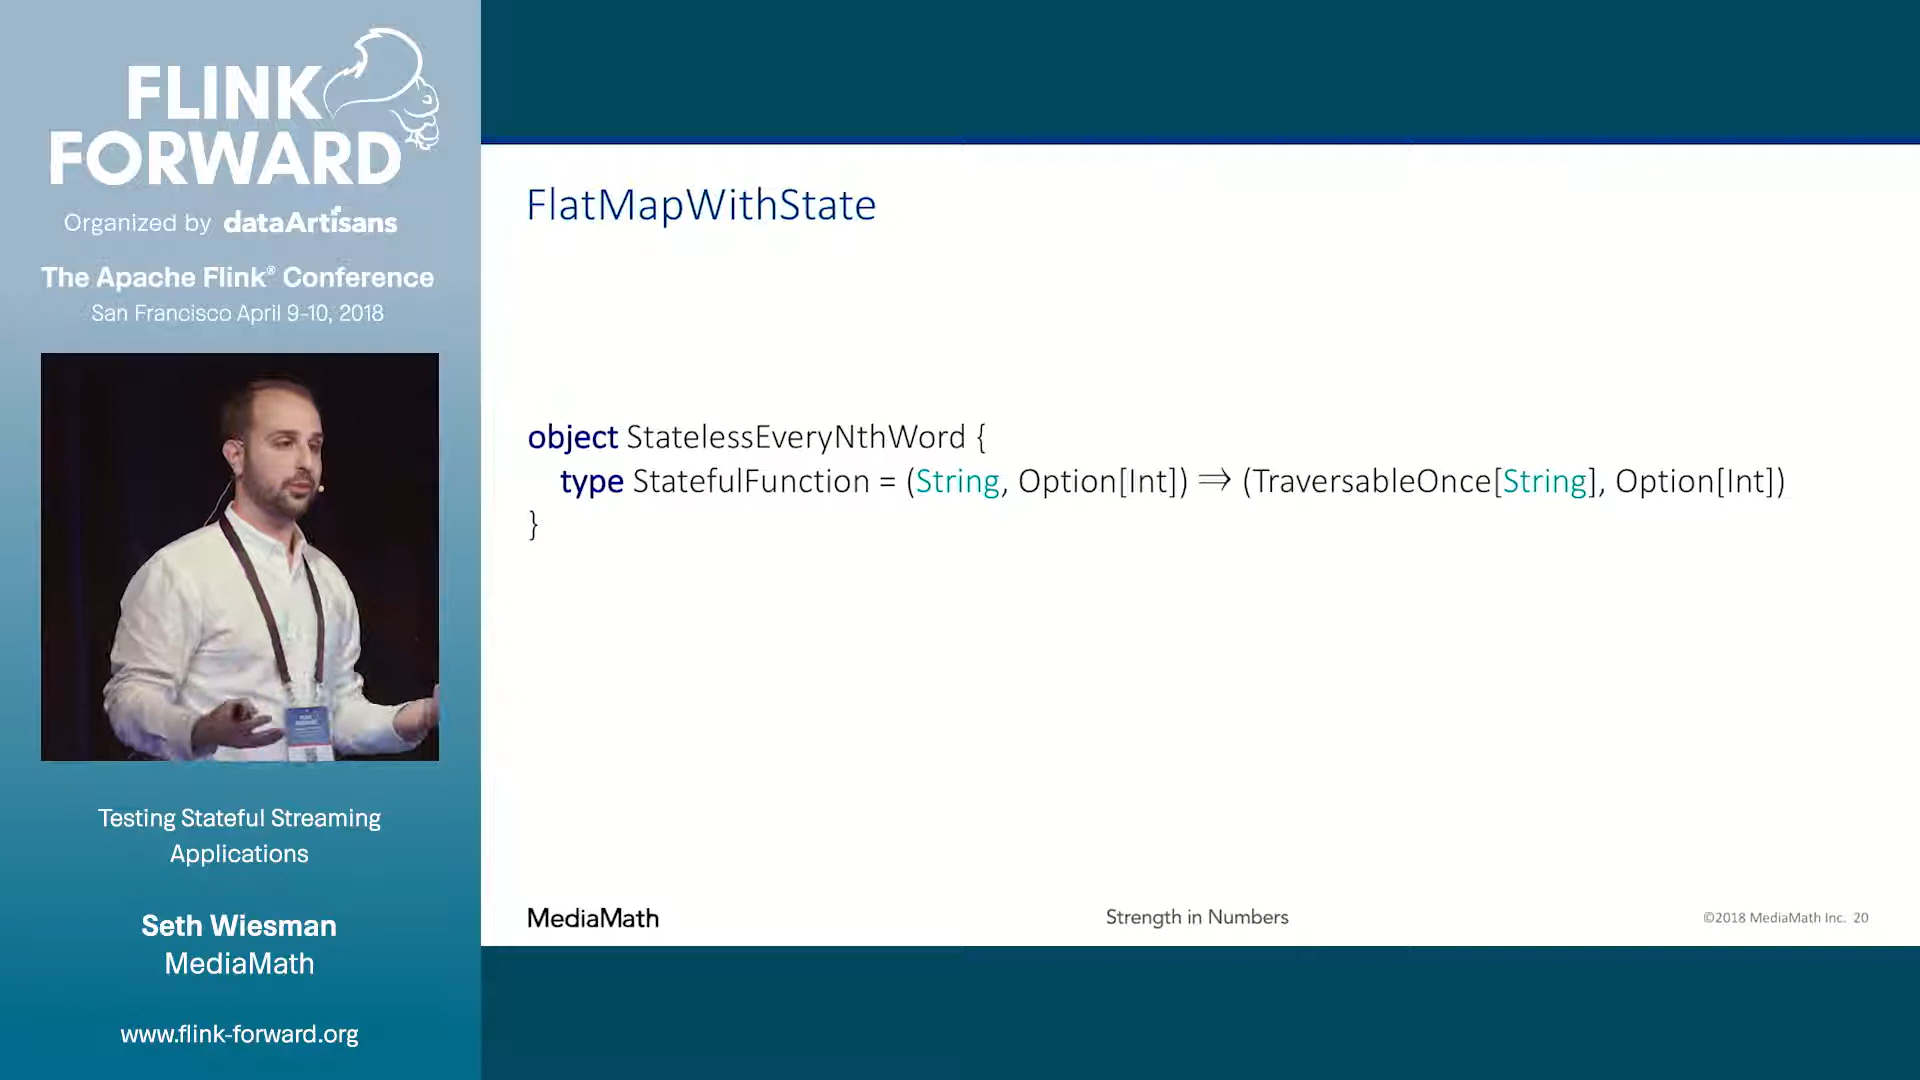 FLINK
FORWARD
Organized by dataArtisans
The Apache Flink® Conference
San Francisco April 9-10, 2018
Testing Stateful Streaming
Applications
Seth Wiesman
MediaMath
www.flink-forward.org
FlatMapWithState
object StatelessEveryNthWord {
type StatefulFunction = (String, Option[Int]) ⇒ (TraversableOnce[String], Option[Int])
}
MediaMath
Strength in Numbers
©2018 MediaMath Inc. 20